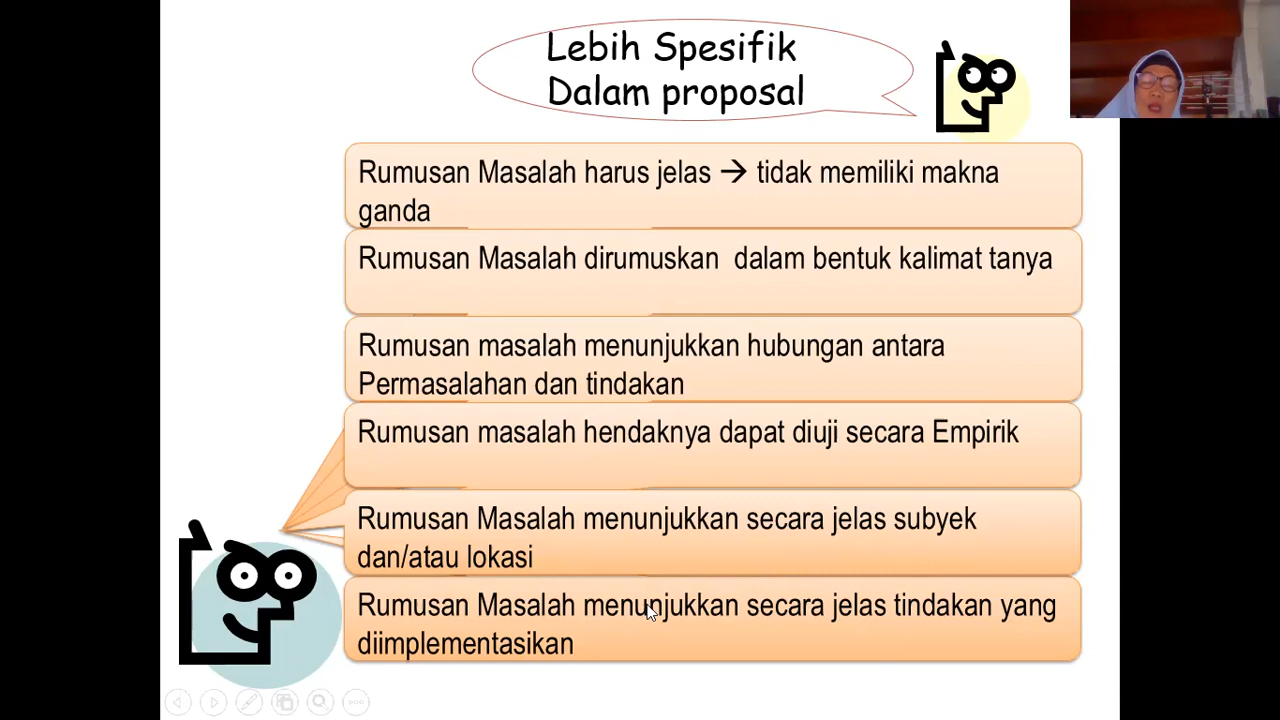 Lebih Spesifik
Dalam proposal
Rumusan Masalah harus jelas → tidak memiliki makna
ganda
Rumusan Masalah dirumuskan dalam bentuk kalimat tanya
Rumusan masalah menunjukkan hubungan antara
Permasalahan dan tindakan
Rumusan masalah hendaknya dapat diuji secara Empirik
Rumusan Masalah menunjukkan secara jelas subyek
dan/atau lokasi
Rumusan Masalah menunjukkan secara jelas tindakan yang
diimplementasikan